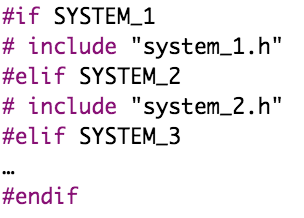 #if SYSTEM_1
# include "system_1.h"
#elif SYSTEM_2
# include "system_2.h"
#elif SYSTEM_3
…
#endif